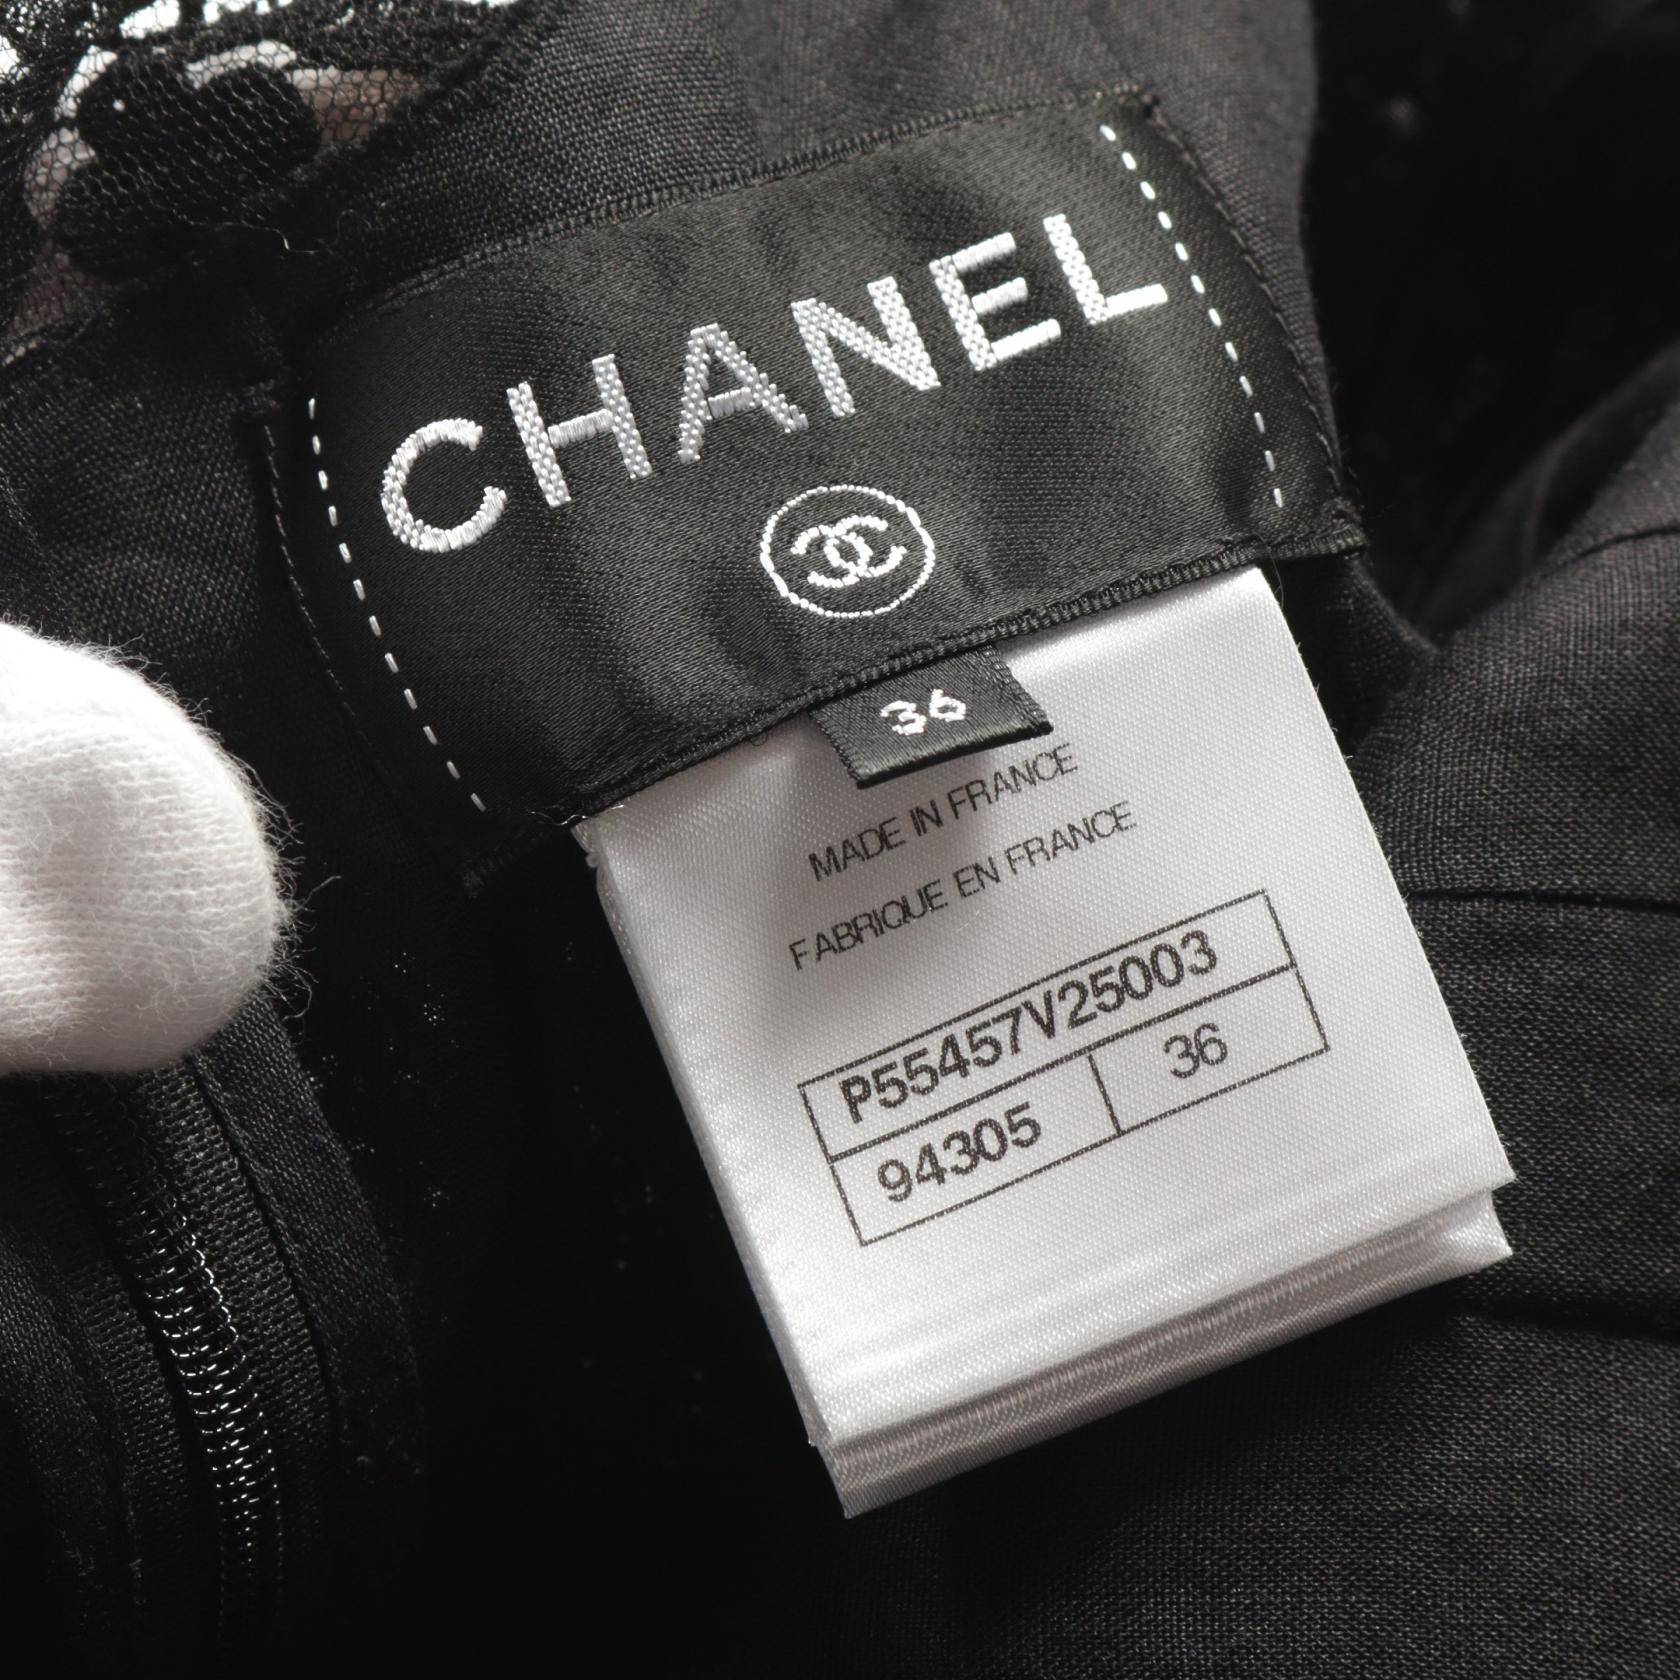 CHANEL
36
MADE IN FRANCE
FABRIQUE EN FRANCE
P55457V25003
94305 36